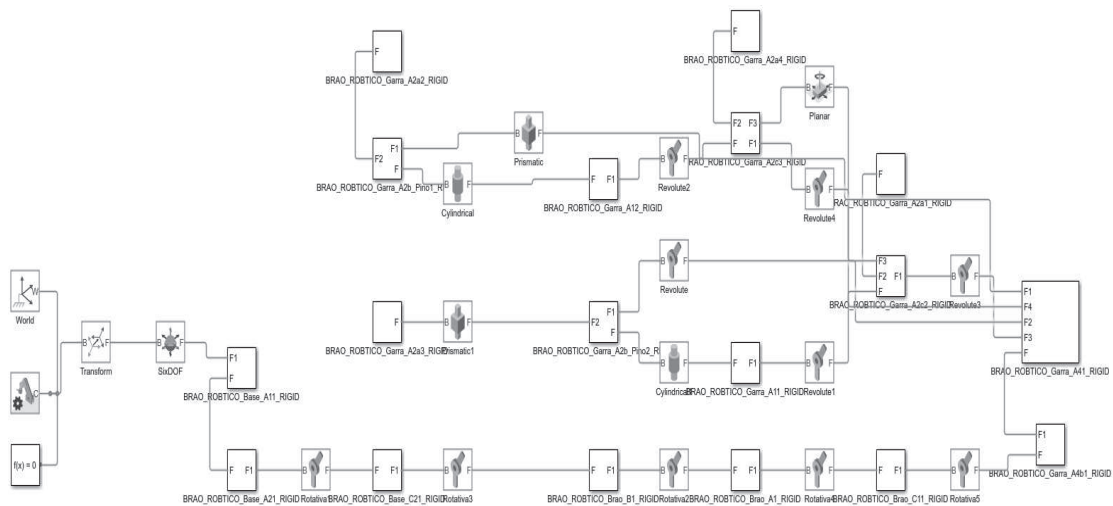 F
BRAO_ROBTICO_Garra_A2a2_RIGID
F
BRAO_ROBTICO_Garra_A2a4_RIGID
B F
Planar
B F
Prismatic
F1
F2
F
BRAO_ROBTICO_Garra_A2b_Pino1_R
B F
Cylindrical
F F1
BRAO_ROBTICO_Garra_A12_RIGID
B F
Revolute2
F2 F3
F F1
RAO_ROBTICO_Garra_A2c3_RIGID
B F
Revolute4
F
RAO_ROBTICO_Garra_A2a1_RIGID
W
World
B F
Transform
B F
SixDOF
C
f(x) = 0
F1
F
BRAO_ROBTICO_Base_A11_RIGID
F
BRAO_ROBTICO_Garra_A2a3_RIGID
B F
Prismatic1
F1
F2
F
BRAO_ROBTICO_Garra_A2b_Pino2_R
B F
Revolute
B F
Cylindrical
F F1
BRAO_ROBTICO_Garra_A11_RIGID
B F
Revolute1
F3
F2 F1
F
BRAO_ROBTICO_Garra_A2c2_RIGID
B F
Revolute3
F1
F4
F2
F3
F
BRAO_ROBTICO_Garra_A41_RIGID
F1
F
BRAO_ROBTICO_Garra_A4b1_RIGID
F F1
BRAO_ROBTICO_Base_A21_RIGID
B F
Rotativa1
F F1
BRAO_ROBTICO_Base_C21_RIGID
B F
Rotativa3
F F1
BRAO_ROBTICO_Brao_B1_RIGID
B F
Rotativa2
F F1
BRAO_ROBTICO_Brao_A1_RIGID
B F
Rotativa4
F F1
BRAO_ROBTICO_Brao_C11_RIGID
B F
Rotativa5